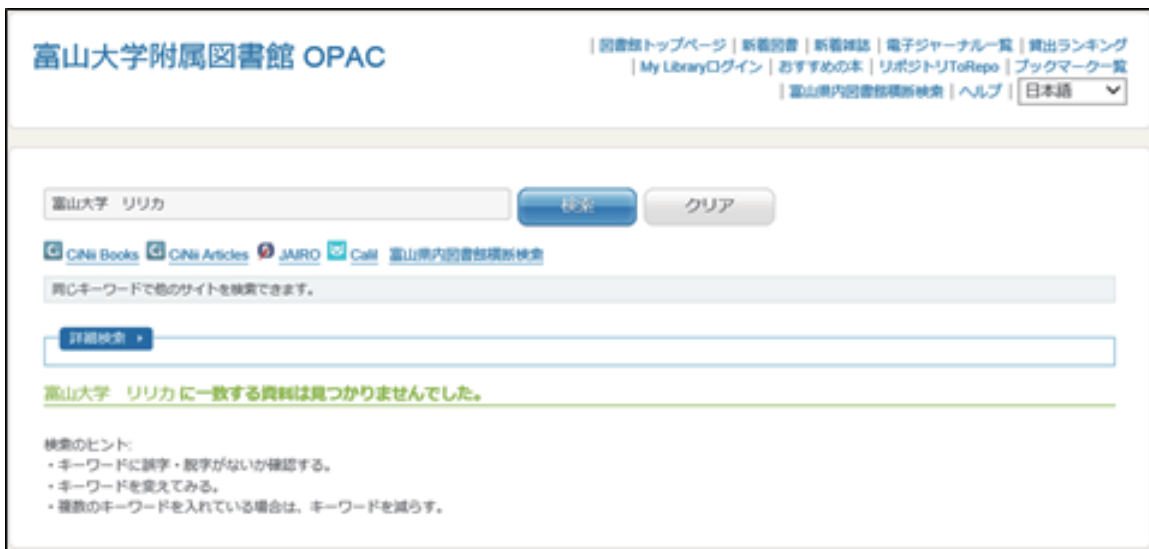 富山大学附属図書館 OPAC
| 図書館トップページ | 新着図書 | 新着雑誌 | 電子ジャーナル一覧 | 貸出ランキング
| My Libraryログイン | おすすめの本 | リポジトリToRepo | ブックマーク一覧
| 富山県内図書館横断検索 | ヘルプ | 日本語
富山大学　リリカ 検索 クリア
CiNii Books CiNii Articles JAIRO Calil 富山県内図書館横断検索
同じキーワードで他のサイトを検索できます。
詳細検索
富山大学　リリカ に一致する資料は見つかりませんでした。
検索のヒント:
・キーワードに誤字・脱字がないか確認する。
・キーワードを変えてみる。
・複数のキーワードを入れている場合は、キーワードを減らす。